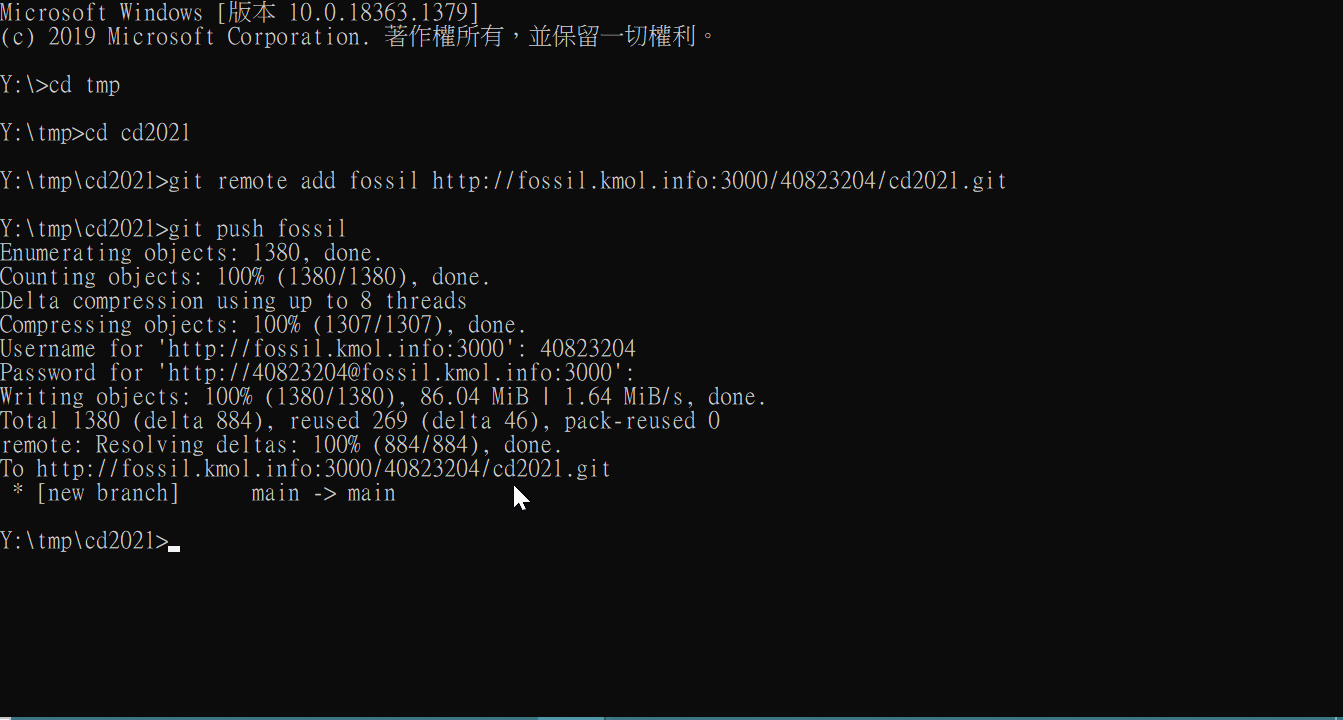 Microsoft Windows [版本 10.0.18363.1379]
(c) 2019 Microsoft Corporation. 著作權所有，並保留一切權利。
Y:\>cd tmp
Y:\tmp>cd cd2021
Y:\tmp\cd2021>git remote add fossil http://fossil.kmol.info:3000/40823204/cd2021.git
Y:\tmp\cd2021>git push fossil
Enumerating objects: 1380, done.
Counting objects: 100% (1380/1380), done.
Delta compression using up to 8 threads
Compressing objects: 100% (1307/1307), done.
Username for 'http://fossil.kmol.info:3000': 40823204
Password for 'http://40823204@fossil.kmol.info:3000':
Writing objects: 100% (1380/1380), 86.04 MiB | 1.64 MiB/s, done.
Total 1380 (delta 884), reused 269 (delta 46), pack-reused 0
remote: Resolving deltas: 100% (884/884), done.
To http://fossil.kmol.info:3000/40823204/cd2021.git
 * [new branch]      main -> main
Y:\tmp\cd2021>